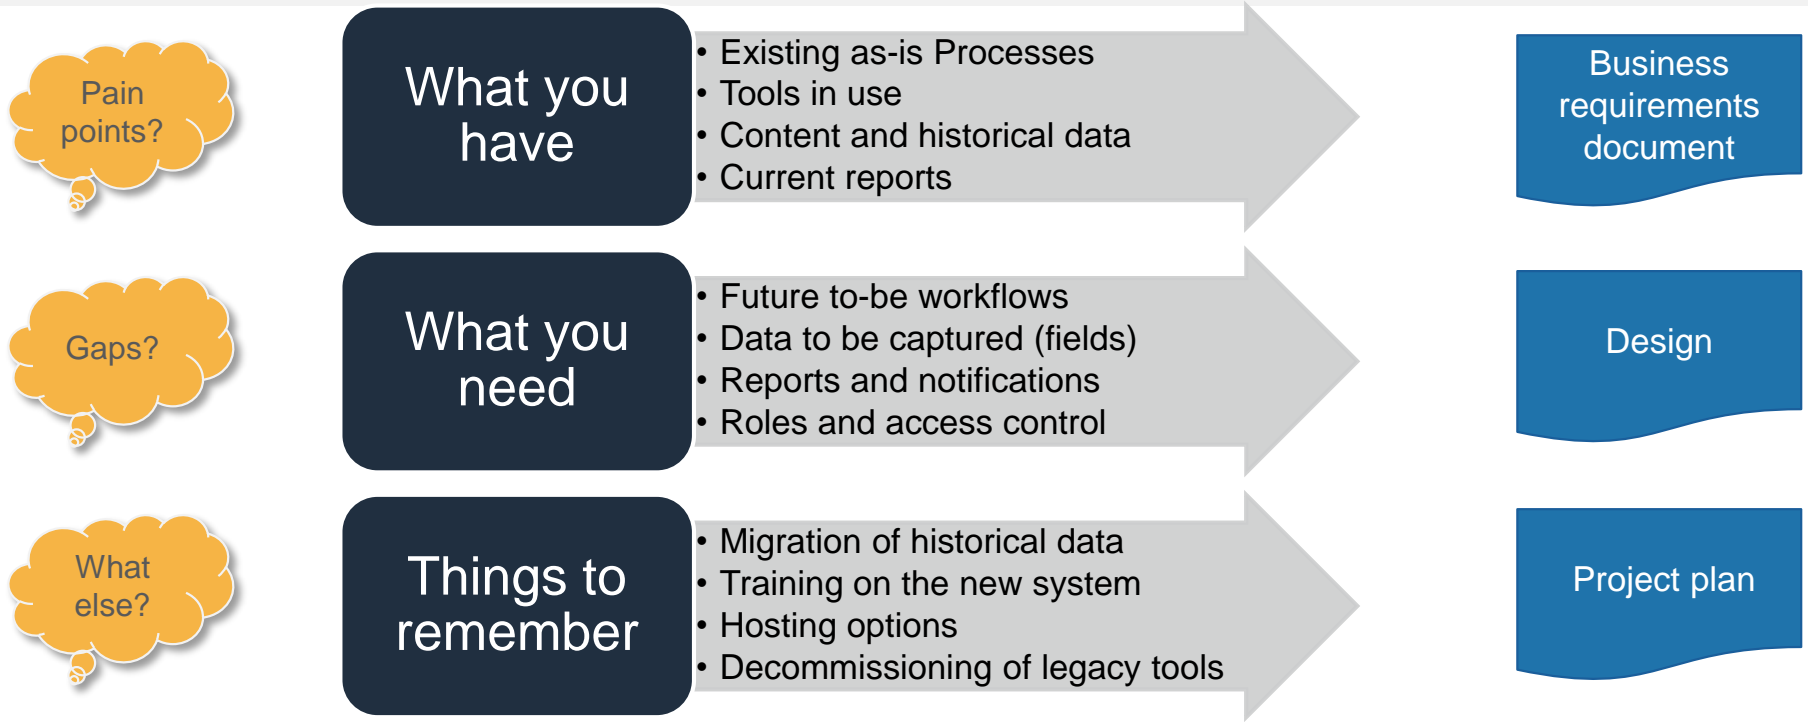 Pain
points?
What you
have
• Existing as-is Processes
• Tools in use
• Content and historical data
• Current reports
Business
requirements
document
Gaps?
What you
need
• Future to-be workflows
• Data to be captured (fields)
• Reports and notifications
• Roles and access control
Design
What
else?
Things to
remember
• Migration of historical data
• Training on the new system
• Hosting options
• Decommissioning of legacy tools
Project plan